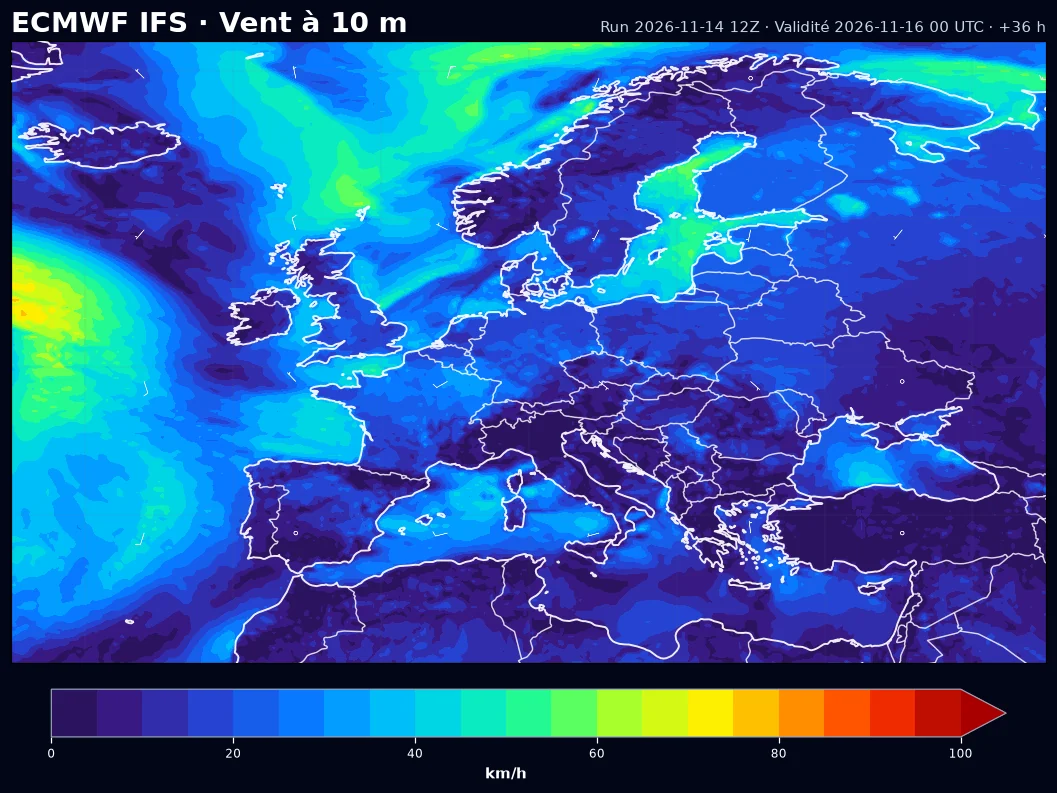 ECMWF IFS · Vent à 10 m
Run 2026-11-14 12Z · Validité 2026-11-16 00 UTC · +36 h
0 20 40 60 80 100
km/h